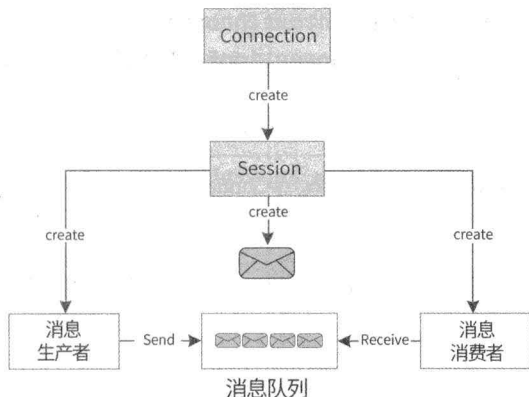 Connection
create
Session
create
create
create
消息
生产者
Send
Receive
消息
消费者
消息队列